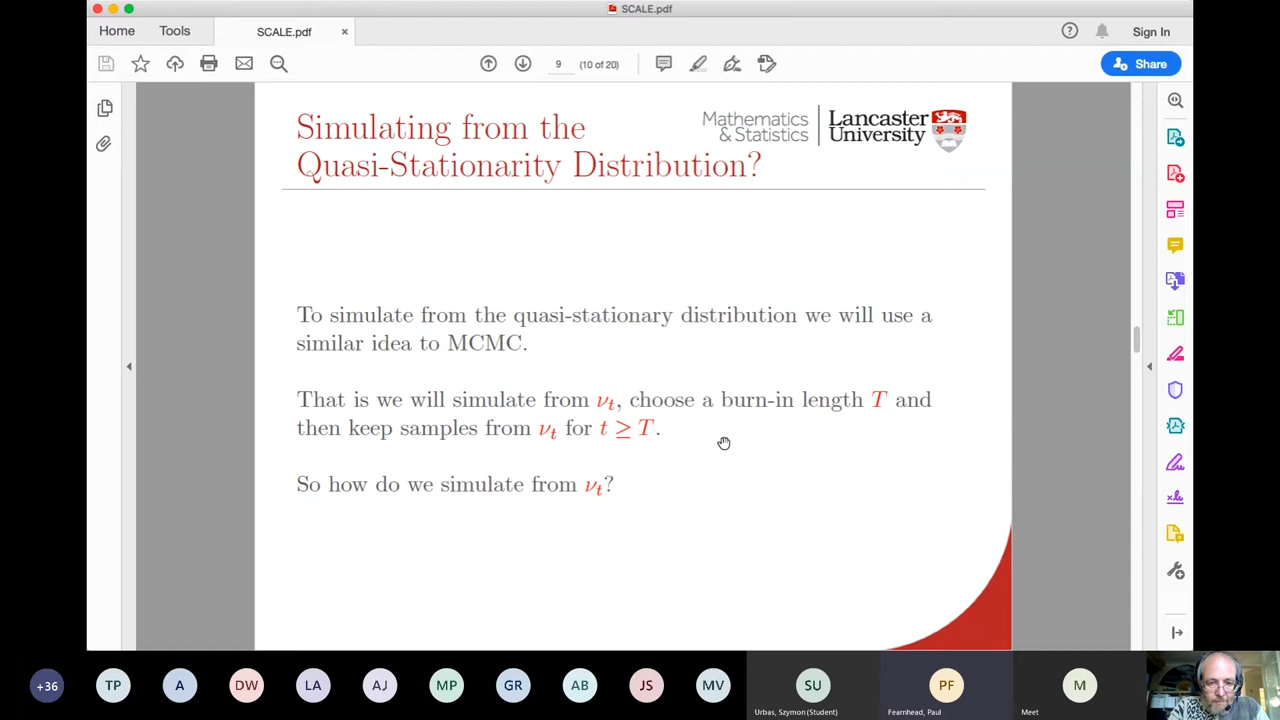 SCALE.pdf
Home Tools SCALE.pdf × Sign In
9 (10 of 20) Share
Simulating from the
Quasi-Stationarity Distribution?
Mathematics
& Statistics
Lancaster
University
To simulate from the quasi-stationary distribution we will use a
similar idea to MCMC.
That is we will simulate from νt, choose a burn-in length T and
then keep samples from νt for t ≥ T.
So how do we simulate from νt?
+36 TP A DW LA AJ MP GR AB JS MV SU PF M
Urbas, Szymon (Student) Fearnhead, Paul Meet